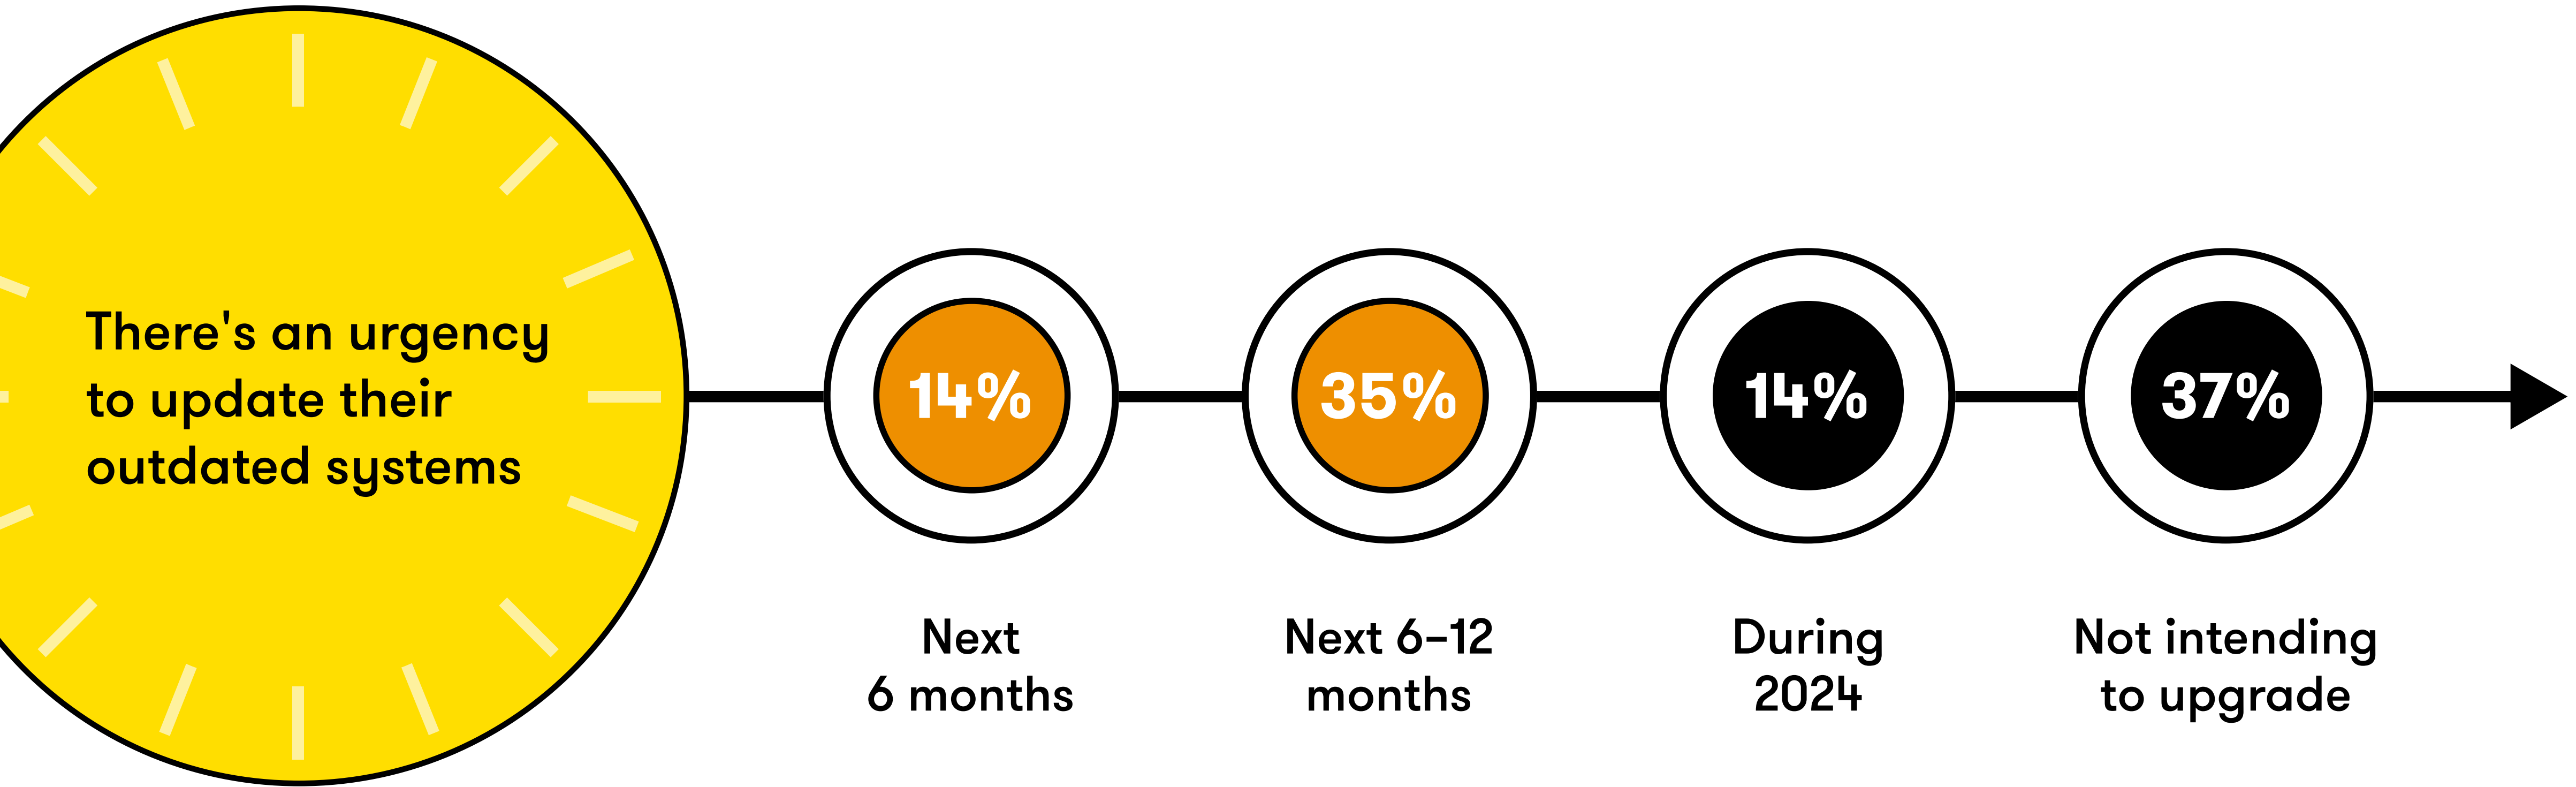 There's an urgency
to update their
outdated systems
14%
35%
14%
37%
Next
6 months
Next 6–12
months
During
2024
Not intending
to upgrade